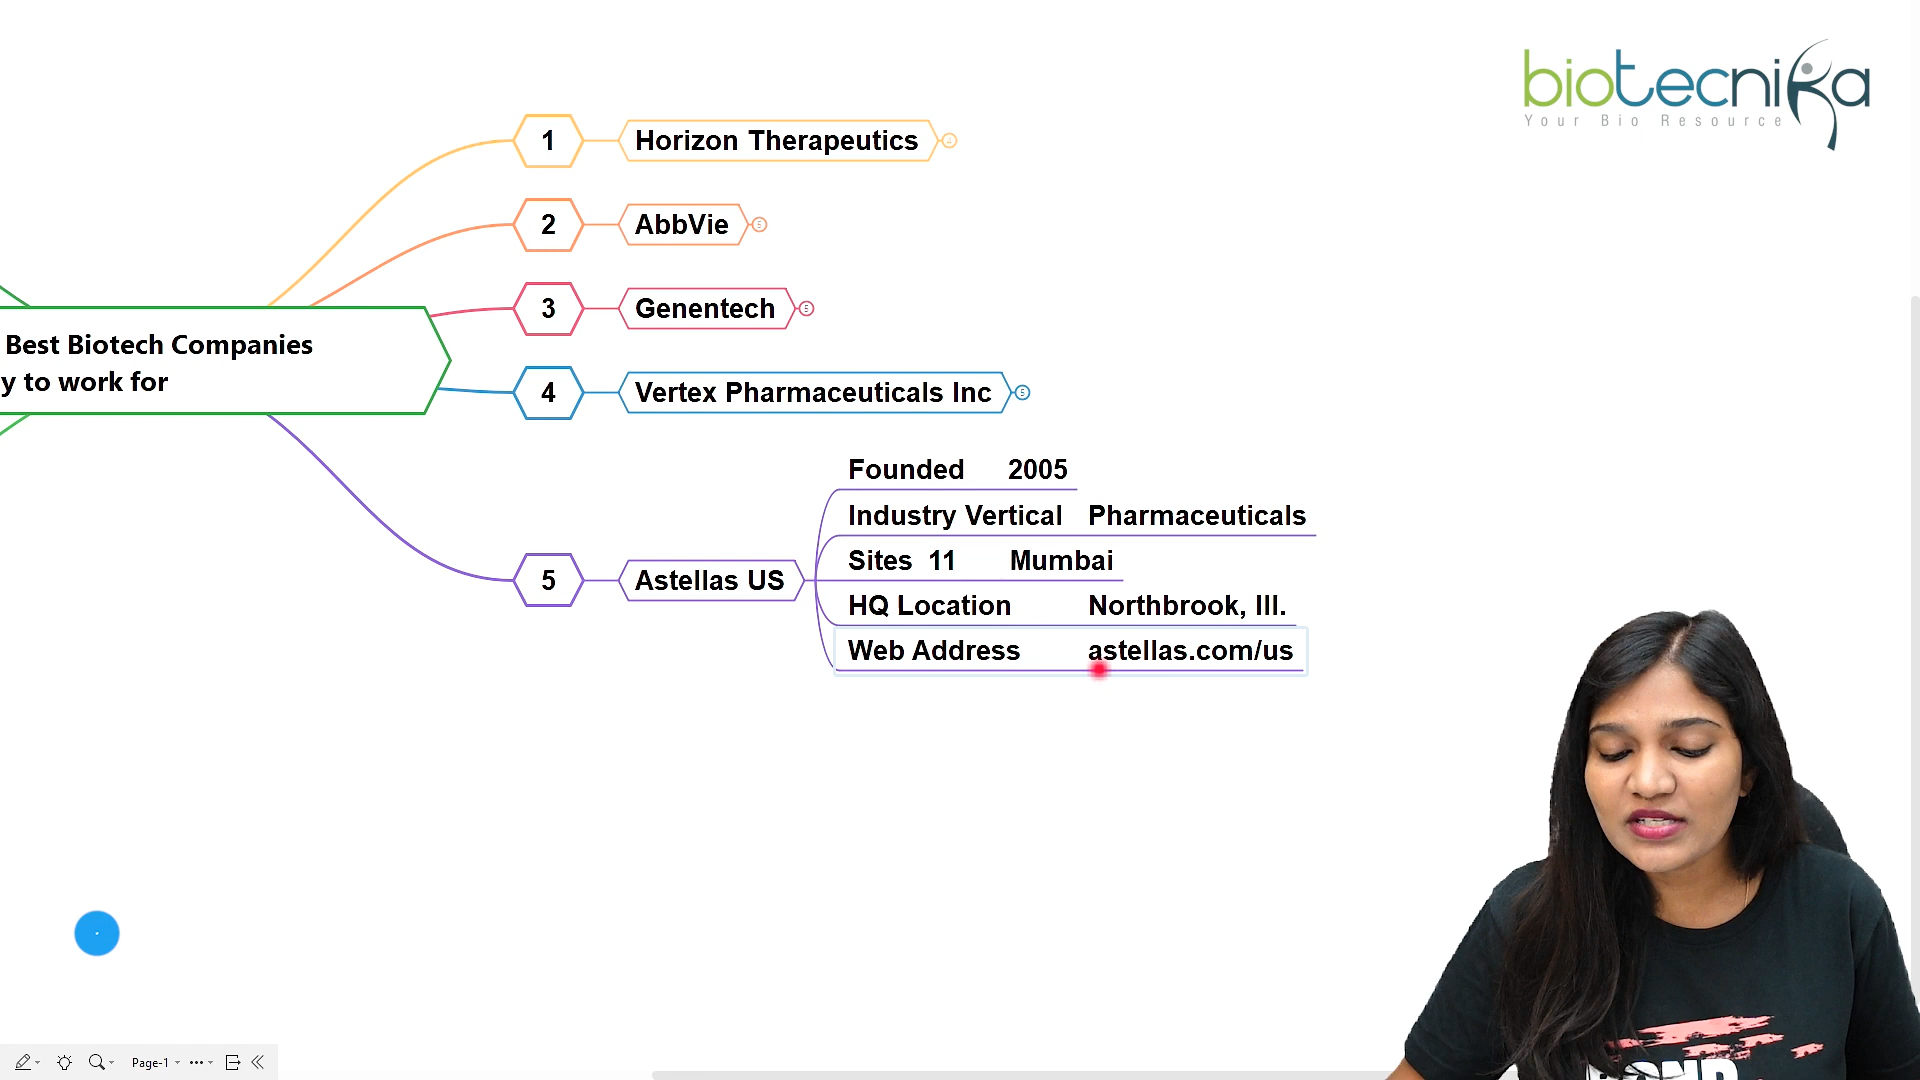 biotecnika
Your Bio Resource
1 Horizon Therapeutics
2 AbbVie
3 Genentech
4 Vertex Pharmaceuticals Inc
Best Biotech Companies
y to work for
5 Astellas US
Founded 2005
Industry Vertical Pharmaceuticals
Sites 11 Mumbai
HQ Location Northbrook, Ill.
Web Address astellas.com/us
Page-1